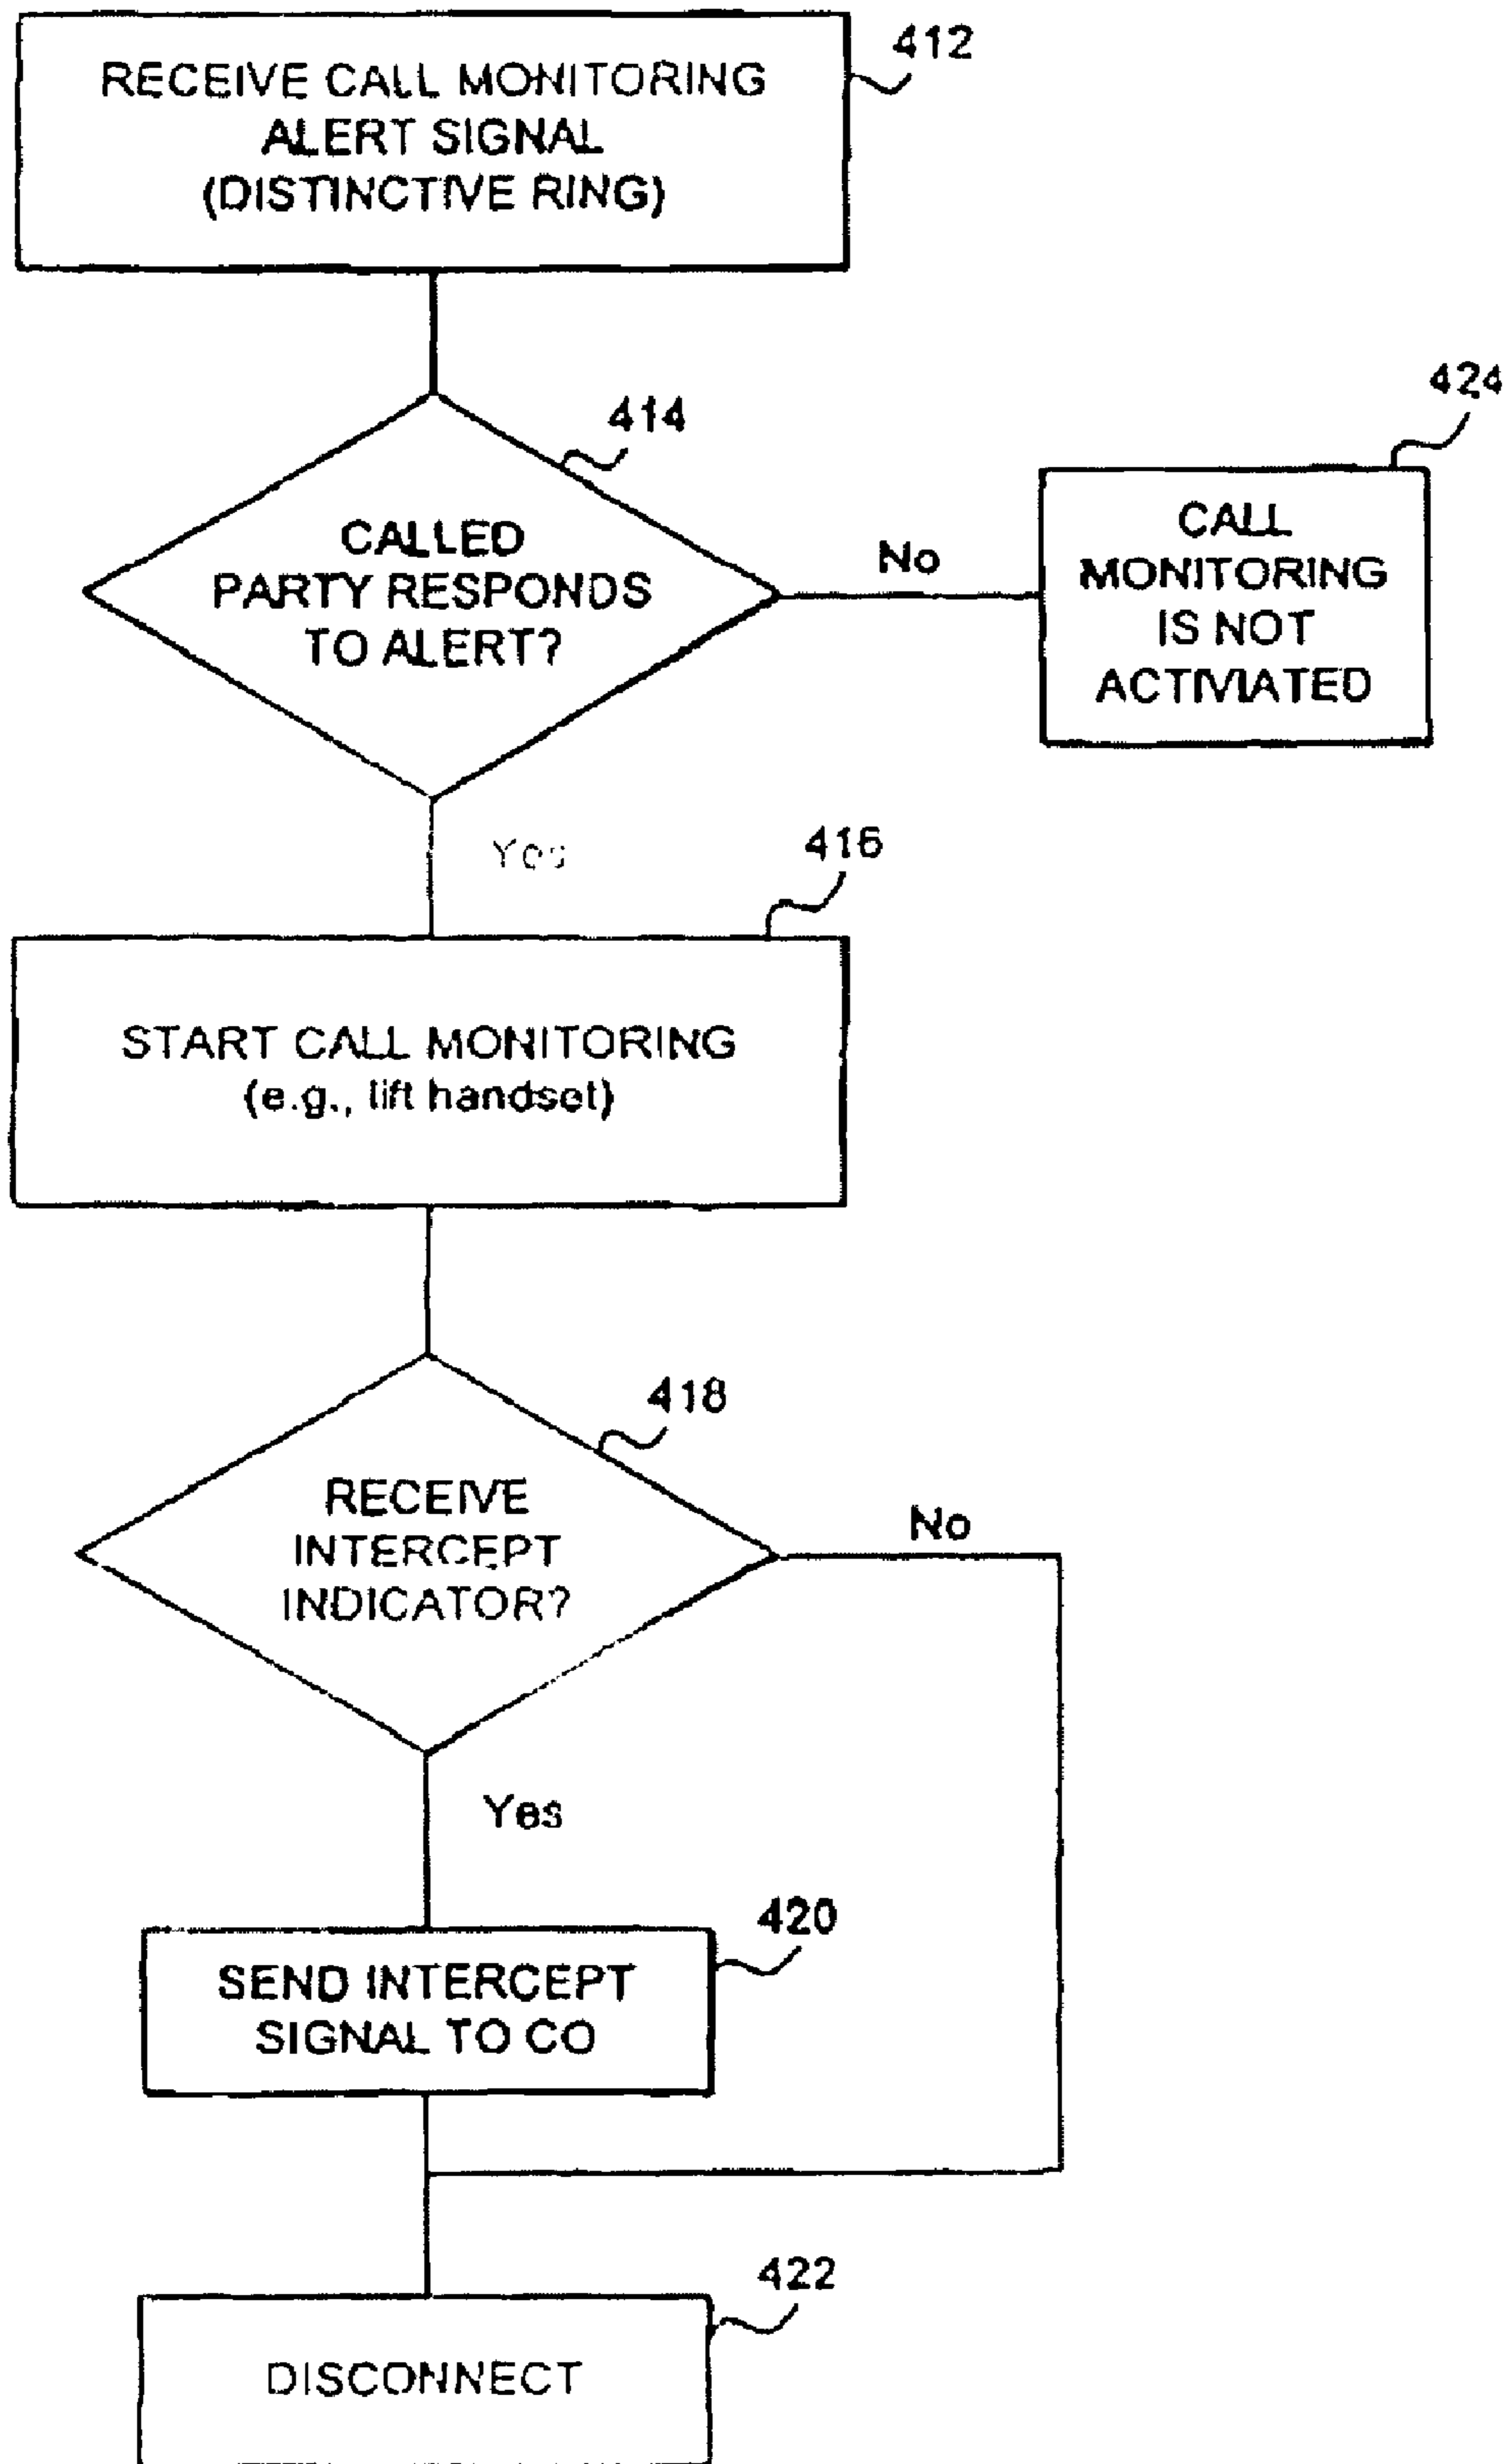 412
RECEIVE CALL MONITORING
ALERT SIGNAL
(DISTINCTIVE RING)
414
CALLED
PARTY RESPONDS
TO ALERT?
No
424
CALL
MONITORING
IS NOT
ACTIVIATED
Yes
416
START CALL MONITORING
(e.g., lift handset)
418
RECEIVE
INTERCEPT
INDICATOR?
No
Yes
420
SEND INTERCEPT
SIGNAL TO CO
422
DISCONNECT